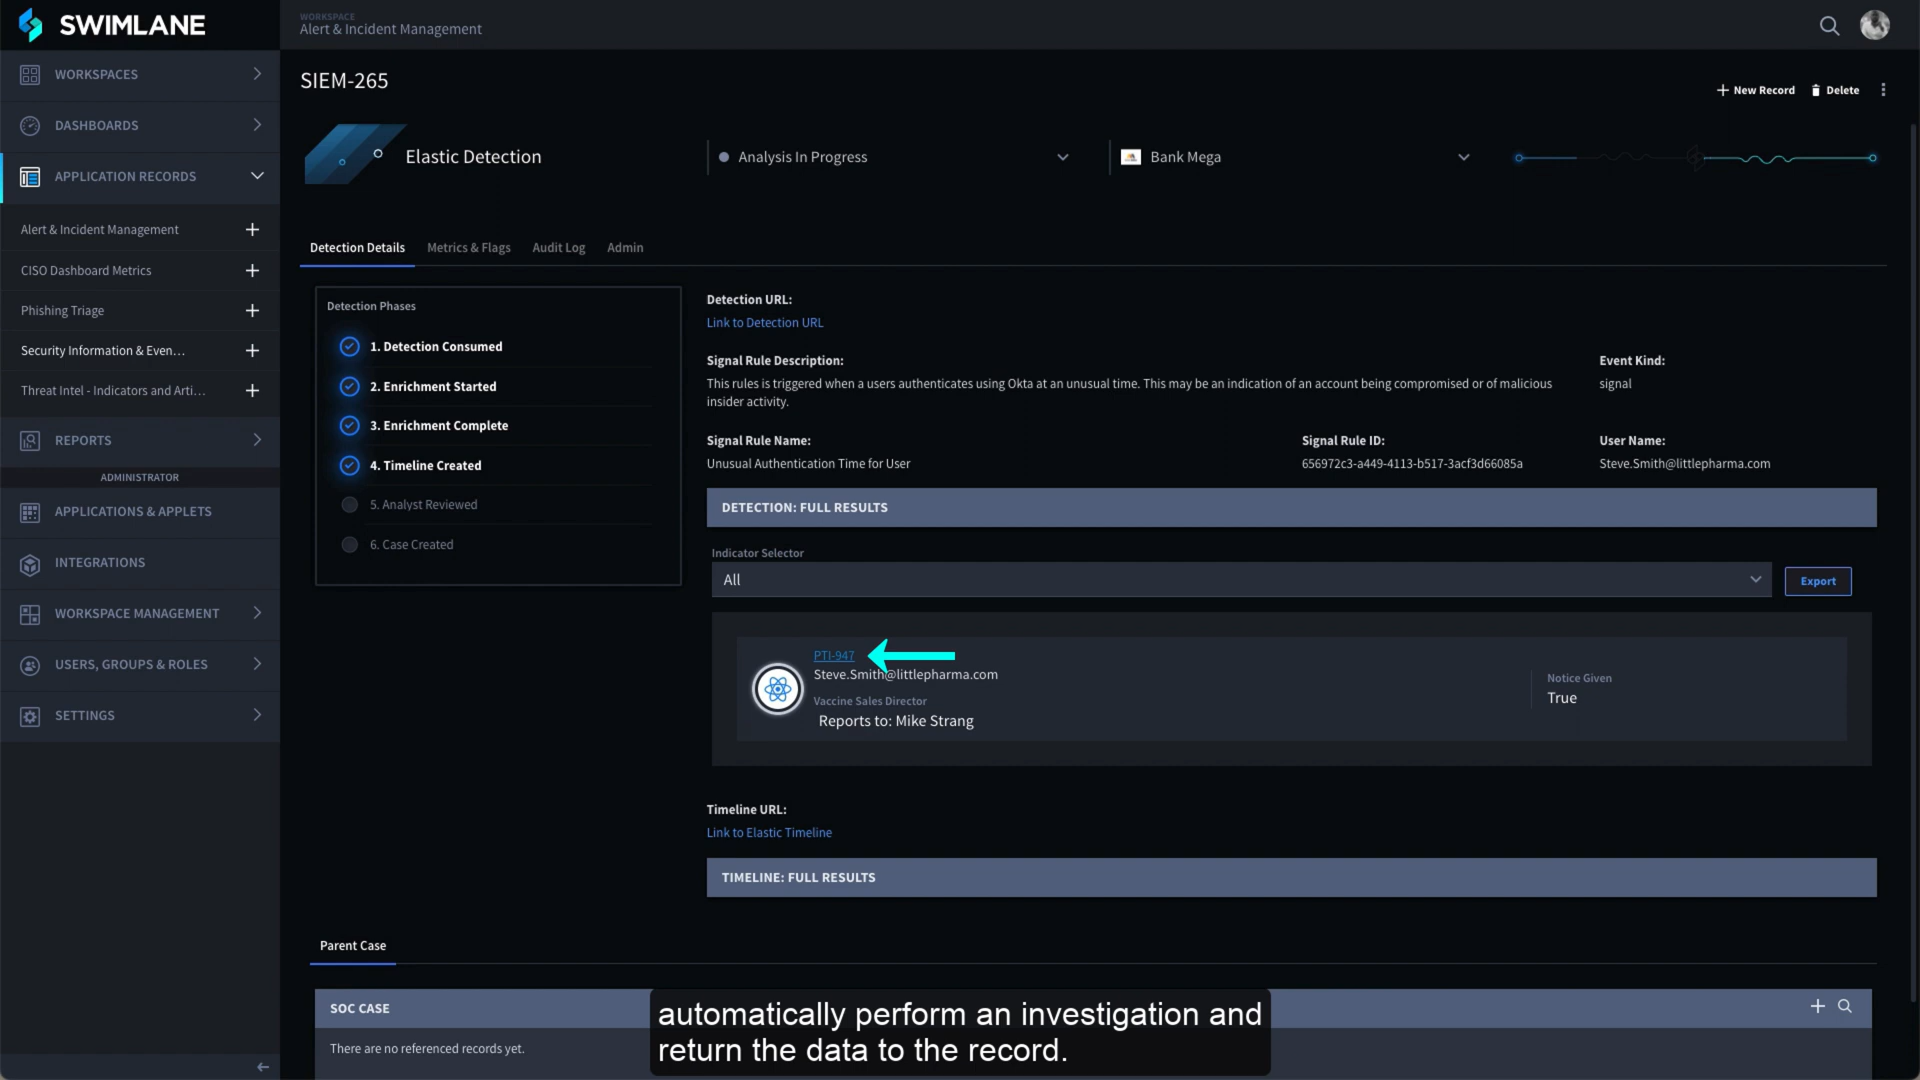 SWIMLANE
WORKSPACE
Alert & Incident Management
WORKSPACES
DASHBOARDS
APPLICATION RECORDS
Alert & Incident Management
CISO Dashboard Metrics
Phishing Triage
Security Information & Even...
Threat Intel - Indicators and Arti...
REPORTS
ADMINISTRATOR
APPLICATIONS & APPLETS
INTEGRATIONS
WORKSPACE MANAGEMENT
USERS, GROUPS & ROLES
SETTINGS
SIEM-265
New Record
Delete
Elastic Detection
Analysis In Progress
Bank Mega
Detection Details
Metrics & Flags
Audit Log
Admin
Detection Phases
1. Detection Consumed
2. Enrichment Started
3. Enrichment Complete
4. Timeline Created
5. Analyst Reviewed
6. Case Created
Detection URL:
Link to Detection URL
Signal Rule Description:
This rules is triggered when a users authenticates using Okta at an unusual time. This may be an indication of an account being compromised or of malicious
insider activity.
Event Kind:
signal
Signal Rule Name:
Unusual Authentication Time for User
Signal Rule ID:
656972c3-a449-4113-b517-3acf3d66085a
User Name:
Steve.Smith@littlepharma.com
DETECTION: FULL RESULTS
Indicator Selector
All
Export
PTI-947
Steve.Smith@littlepharma.com
Vaccine Sales Director
Reports to: Mike Strang
Notice Given
True
Timeline URL:
Link to Elastic Timeline
TIMELINE: FULL RESULTS
Parent Case
SOC CASE
There are no referenced records yet.
automatically perform an investigation and
return the data to the record.